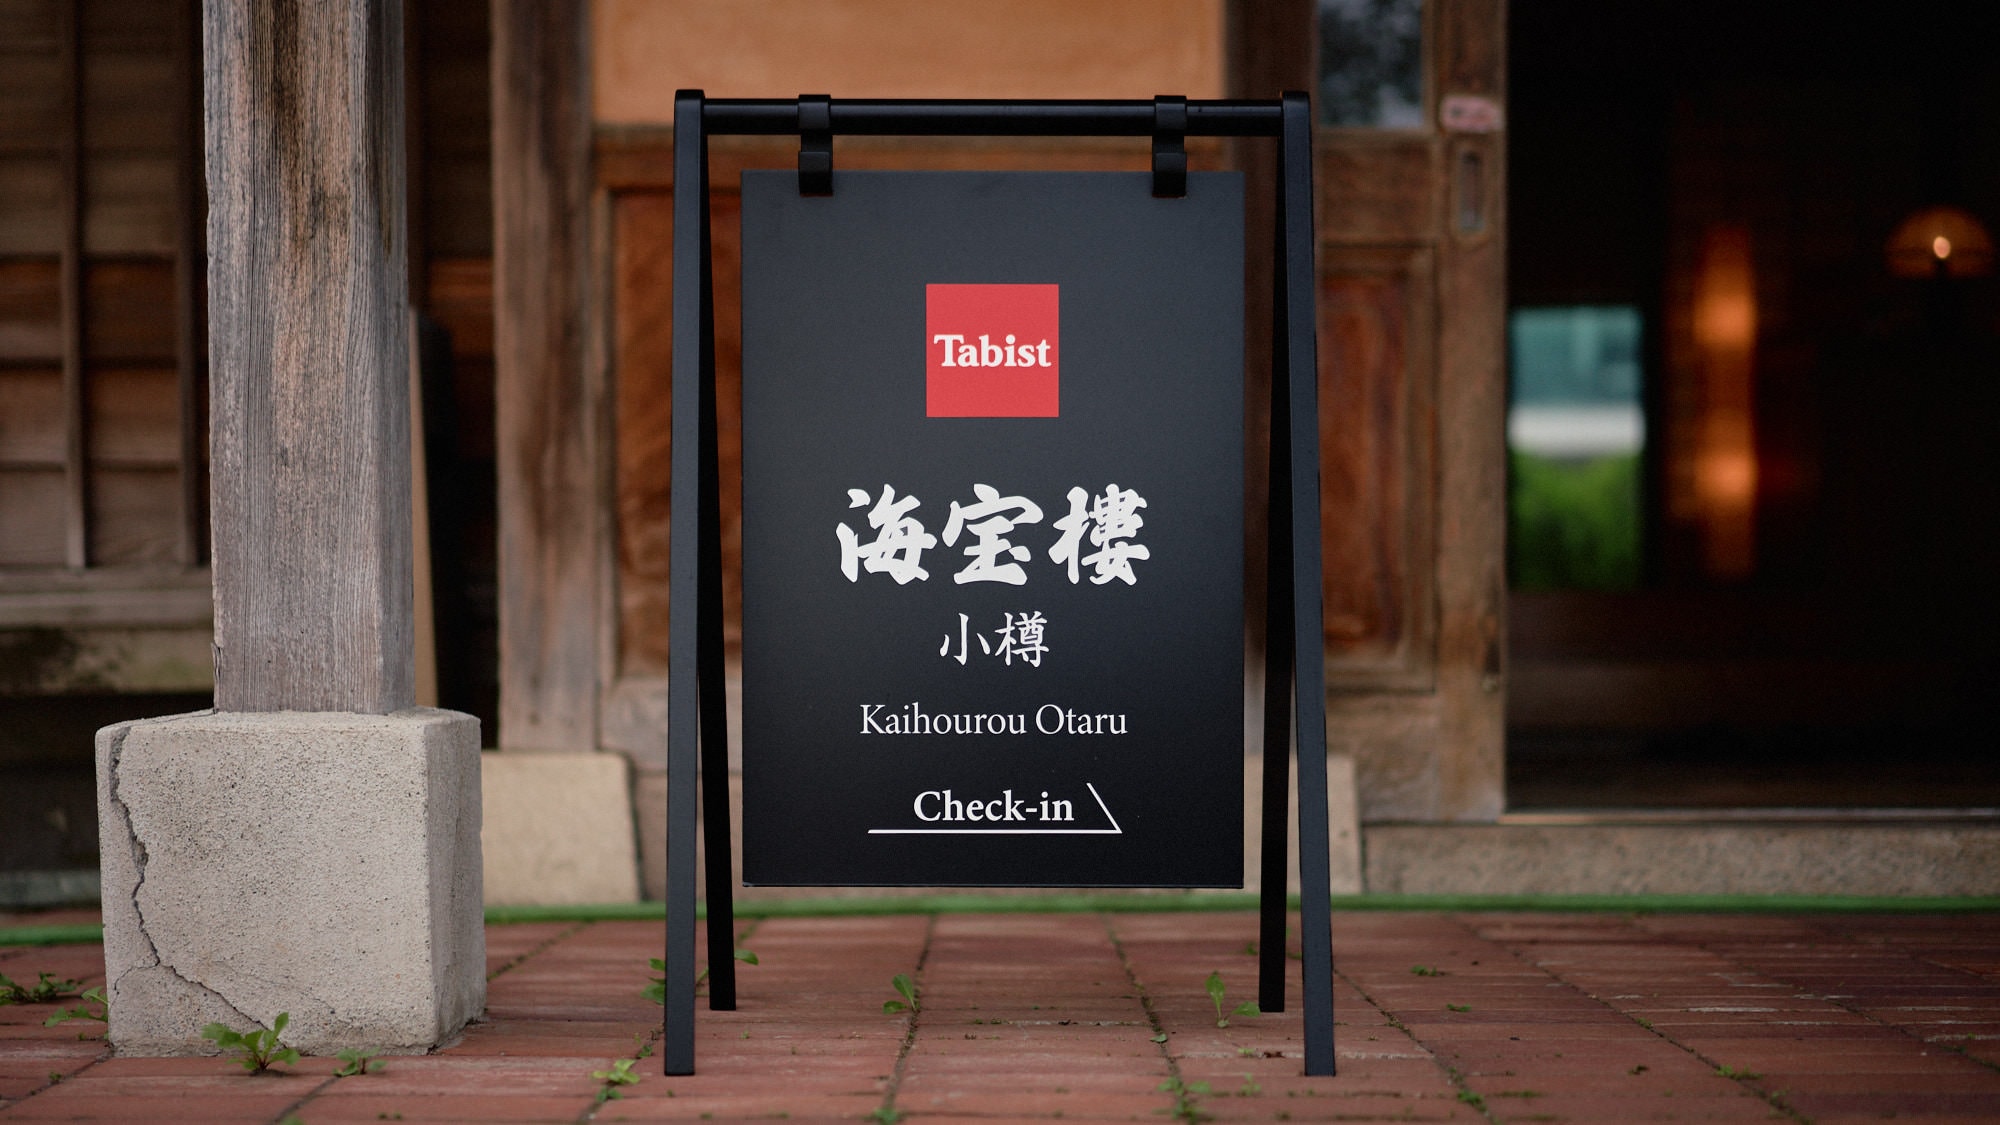 Tabist
海宝樓
小樽
Kaihourou Otaru
Check-in